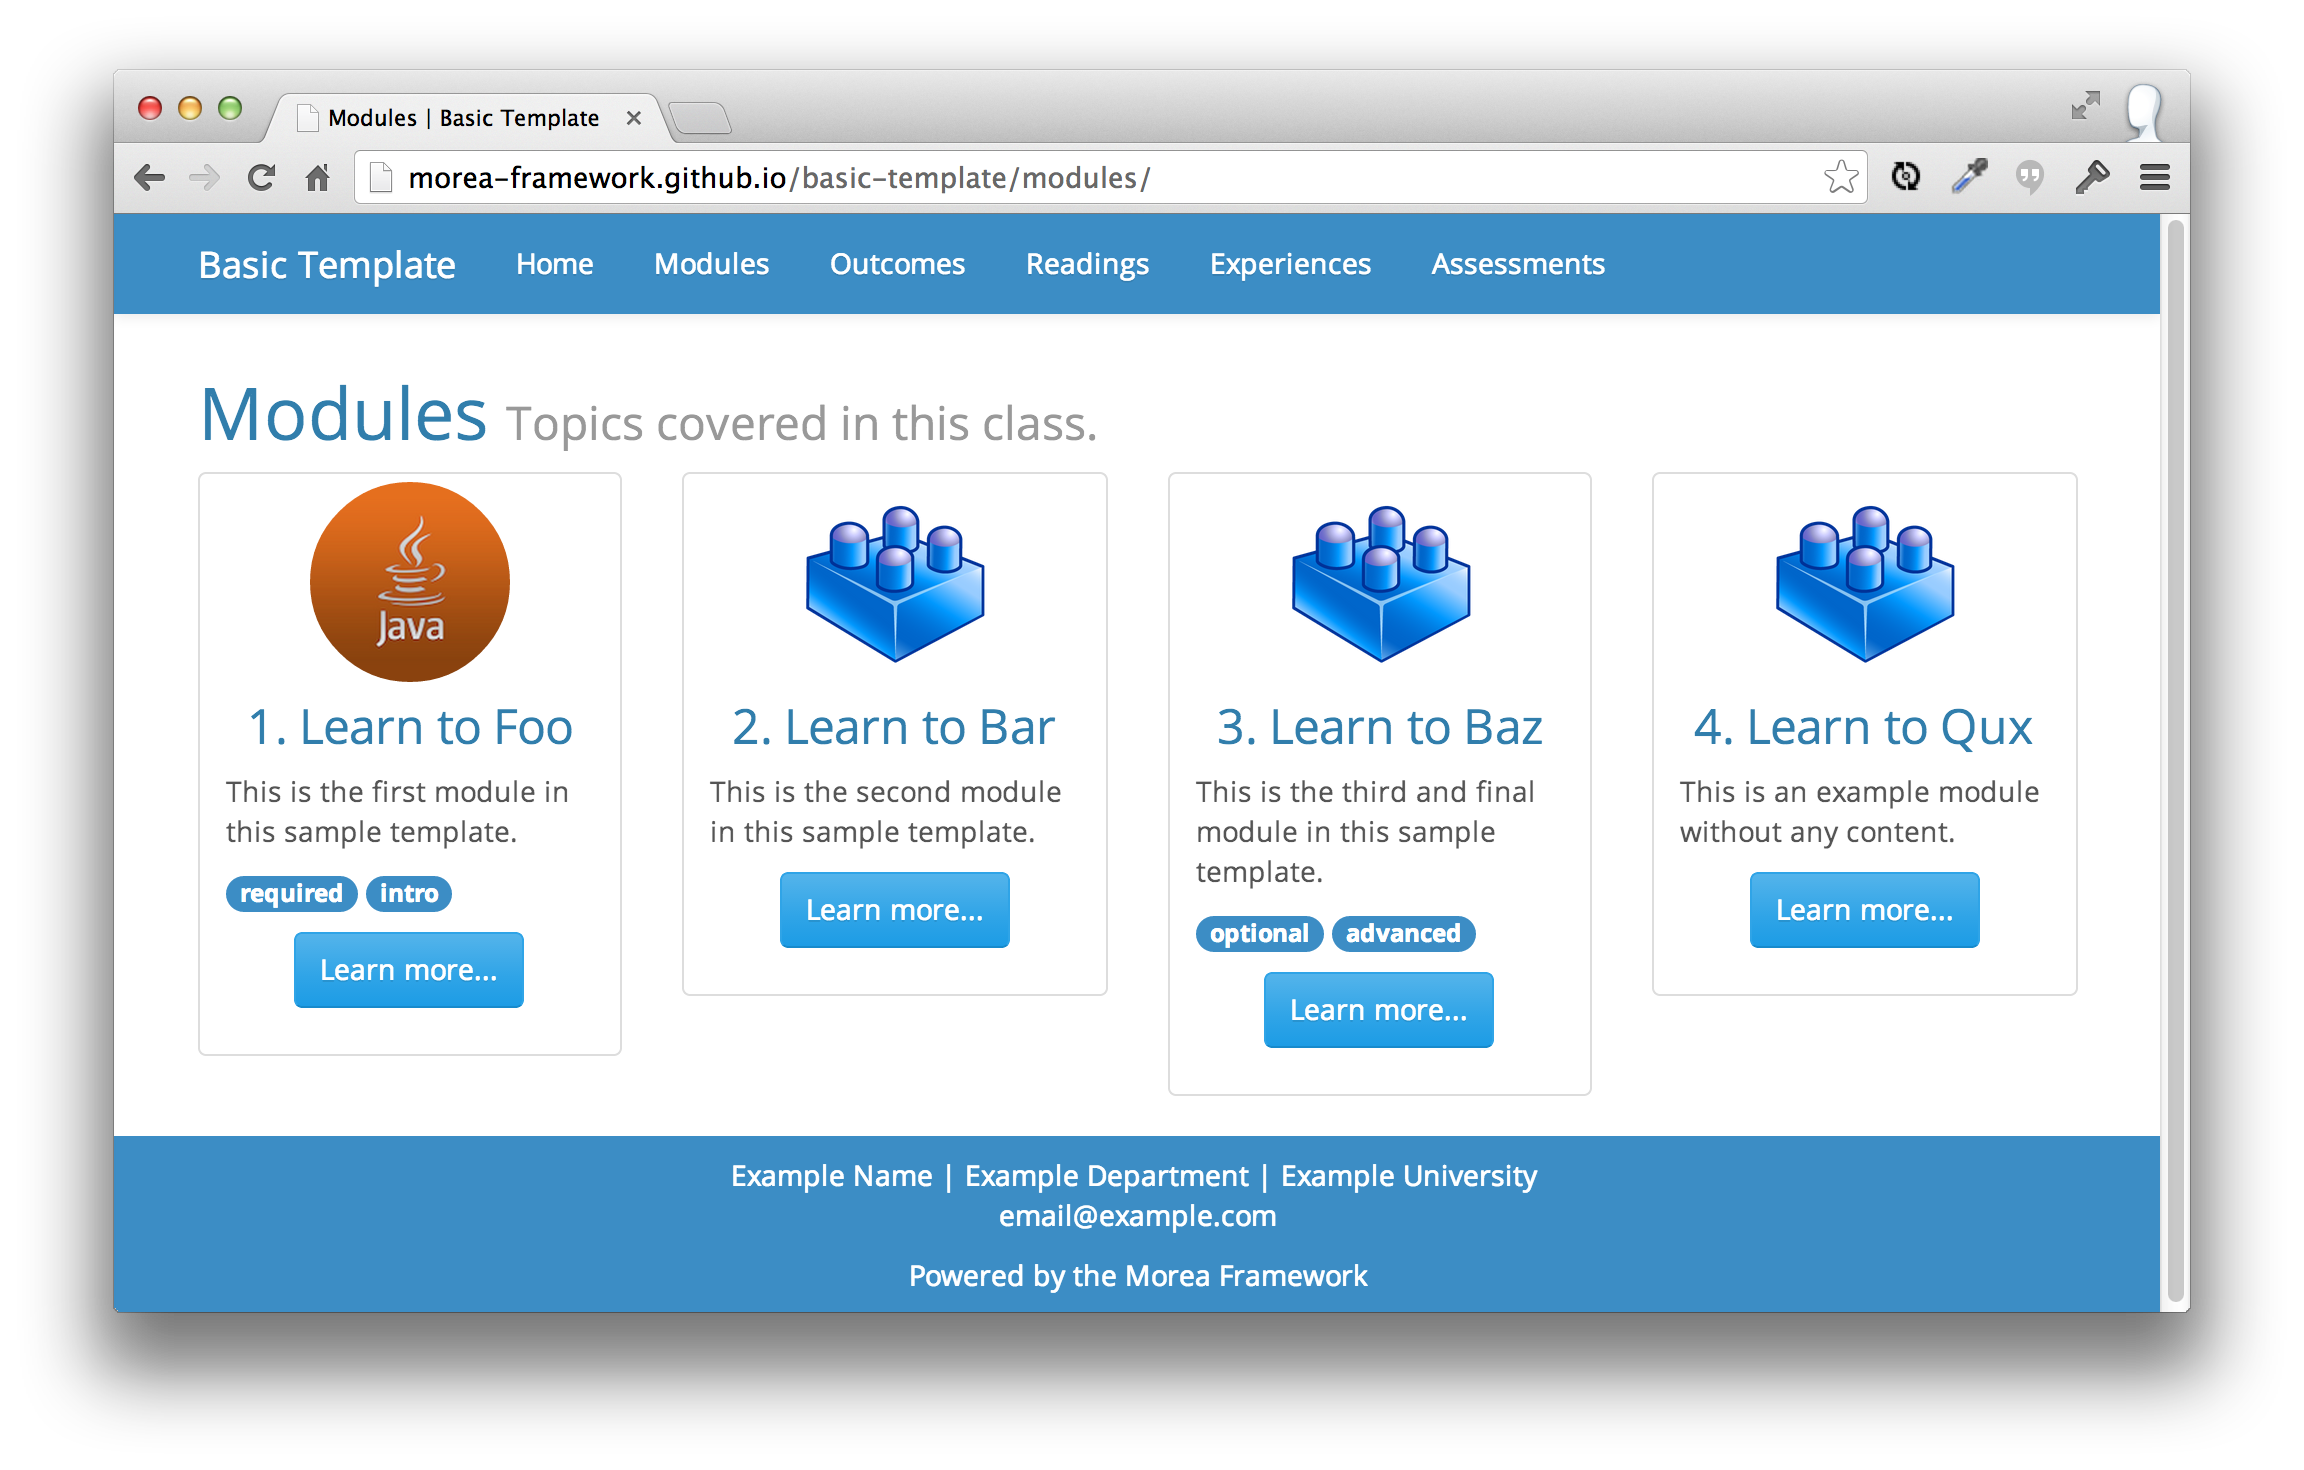 Modules | Basic Template
morea-framework.github.io/basic-template/modules/
Basic Template Home Modules Outcomes Readings Experiences Assessments
Modules Topics covered in this class.
Java
1. Learn to Foo
This is the first module in
this sample template.
required intro
Learn more...
2. Learn to Bar
This is the second module
in this sample template.
Learn more...
3. Learn to Baz
This is the third and final
module in this sample
template.
optional advanced
Learn more...
4. Learn to Qux
This is an example module
without any content.
Learn more...
Example Name | Example Department | Example University
email@example.com
Powered by the Morea Framework